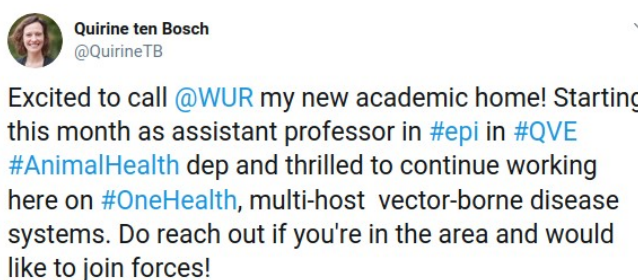 Quirine ten Bosch
@QuirineTB
Excited to call @WUR my new academic home! Starting
this month as assistant professor in #epi in #QVE
#AnimalHealth dep and thrilled to continue working
here on #OneHealth, multi-host  vector-borne disease
systems. Do reach out if you're in the area and would
like to join forces!